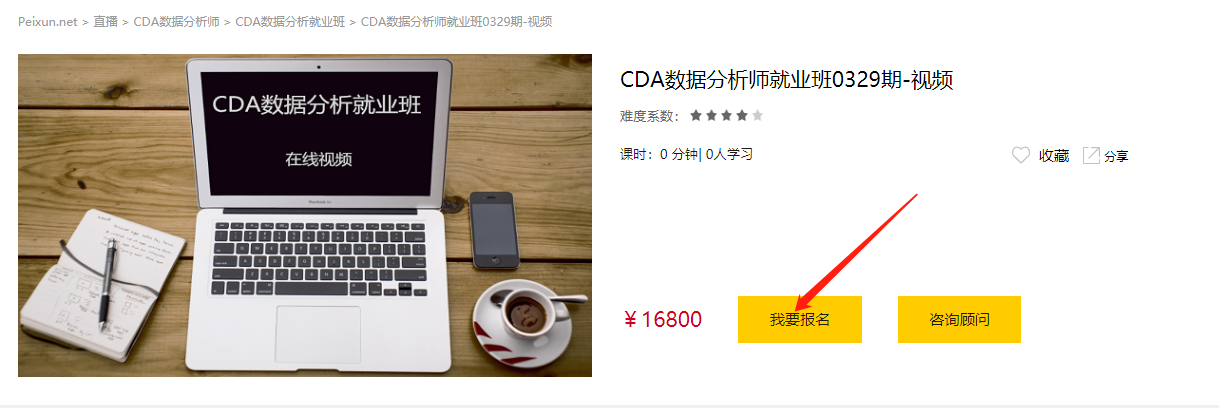 Peixun.net > 直播 > CDA数据分析师 > CDA数据分析就业班 > CDA数据分析师就业班0329期-视频
CDA数据分析就业班
在线视频
CDA数据分析师就业班0329期-视频
难度系数：
课时：0 分钟| 0人学习
收藏 分享
¥16800 我要报名 咨询顾问